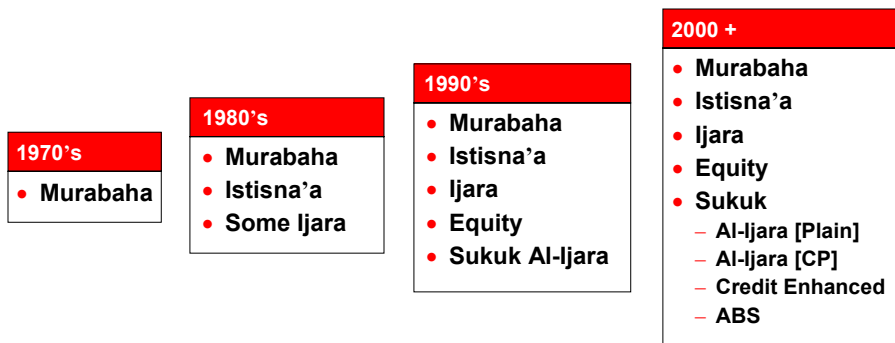 1970’s
• Murabaha
1980’s
• Murabaha
• Istisna’a
• Some Ijara
1990’s
• Murabaha
• Istisna’a
• Ijara
• Equity
• Sukuk Al-Ijara
2000 +
• Murabaha
• Istisna’a
• Ijara
• Equity
• Sukuk
– Al-Ijara [Plain]
– Al-Ijara [CP]
– Credit Enhanced
– ABS